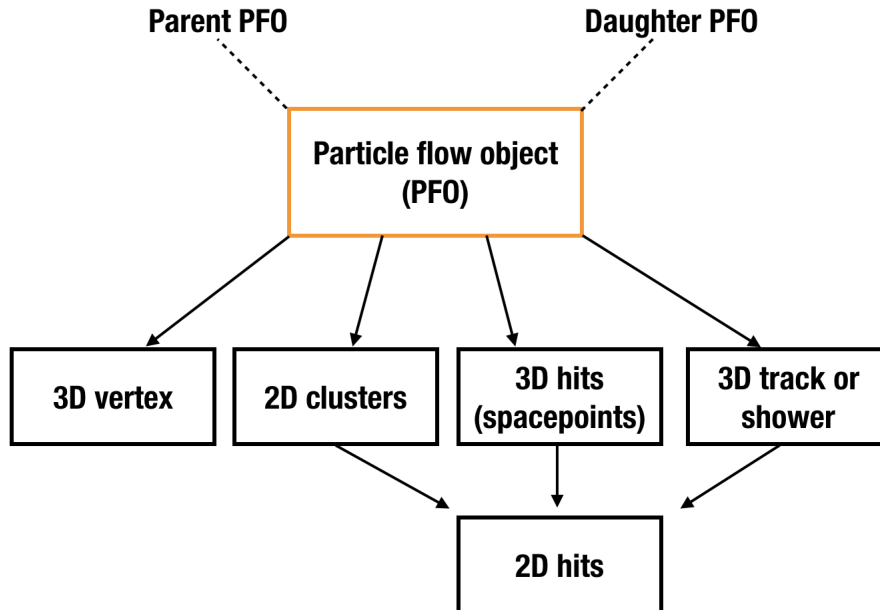 Parent PFO
Daughter PFO
Particle flow object
(PFO)
3D vertex
2D clusters
3D hits
(spacepoints)
3D track or
shower
2D hits